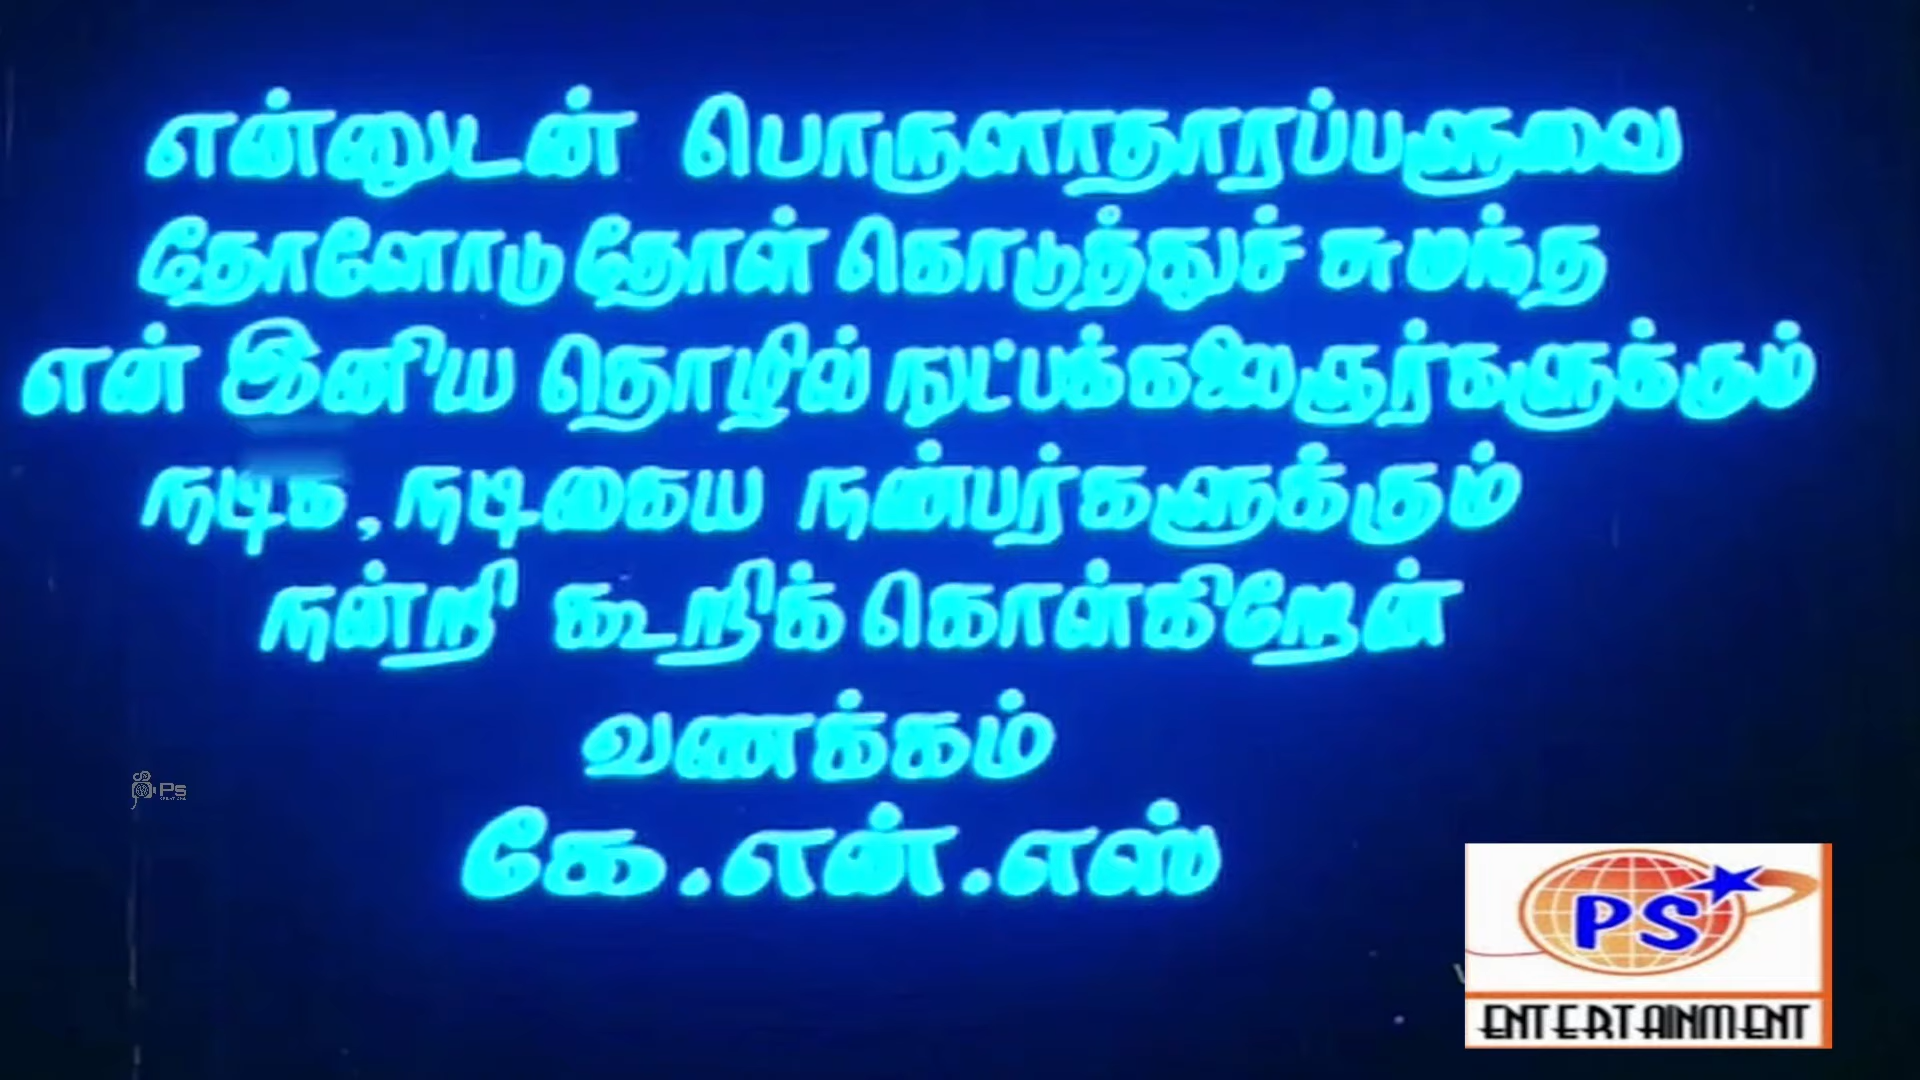 என்னுடன் பொருளாதாரப்பளுவை
தோளோடு தோள் கொடுத்துச் சுமந்த
என் இனிய தொழில் நுட்பக்கலைஞர்களுக்கும்
நடிக, நடிகைய நண்பர்களுக்கும்
நன்றி கூறிக் கொள்கிறேன்
வணக்கம்
கே.என்.எஸ்
Ps
PS
ENTERTAINMENT